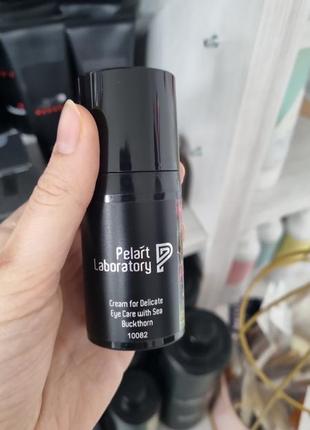 Pelart
Laboratory
Cream for Delicate
Eye Care with Sea
Buckthorn
10082